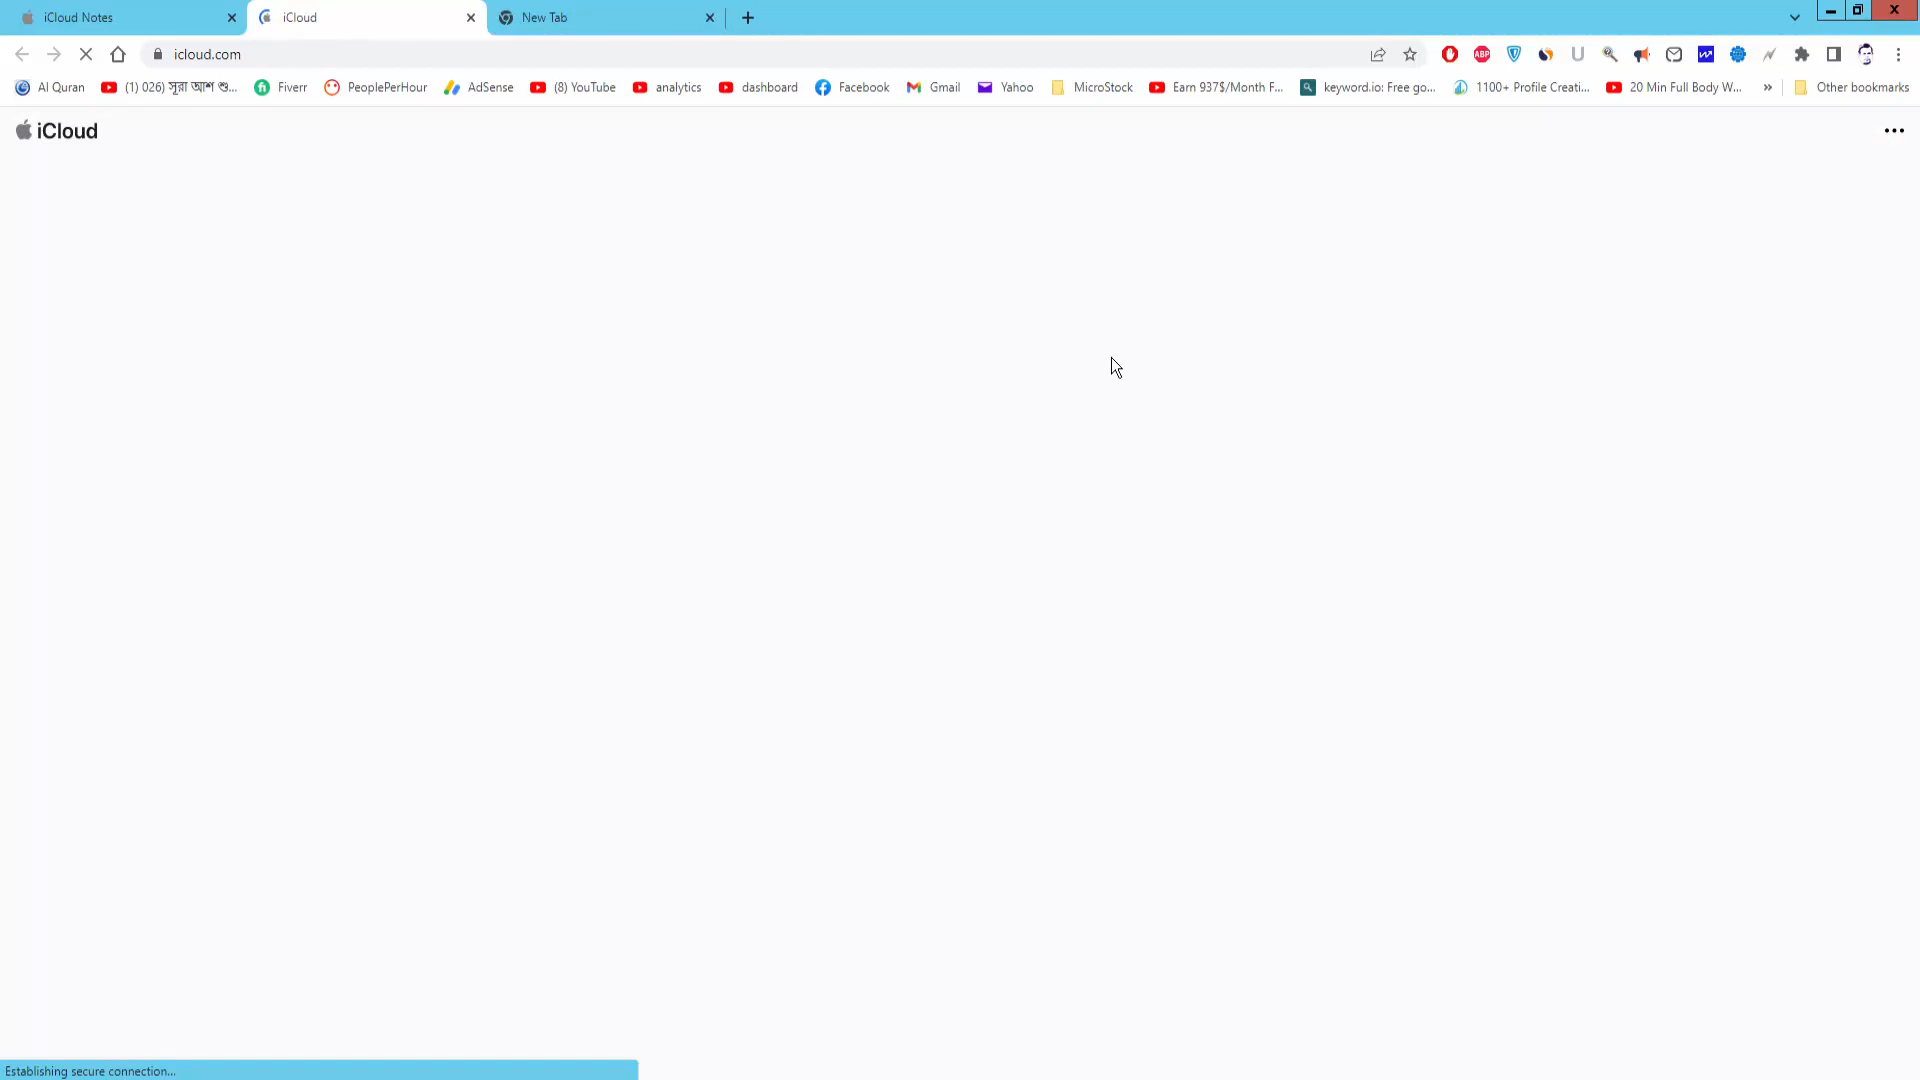 iCloud Notes
iCloud
New Tab
icloud.com
Al Quran
(1) 026) সূরা আশ শু...
Fiverr
PeoplePerHour
AdSense
(8) YouTube
analytics
dashboard
Facebook
Gmail
Yahoo
MicroStock
Earn 937$/Month F...
keyword.io: Free go...
1100+ Profile Creati...
20 Min Full Body W...
»
Other bookmarks
iCloud
Establishing secure connection...